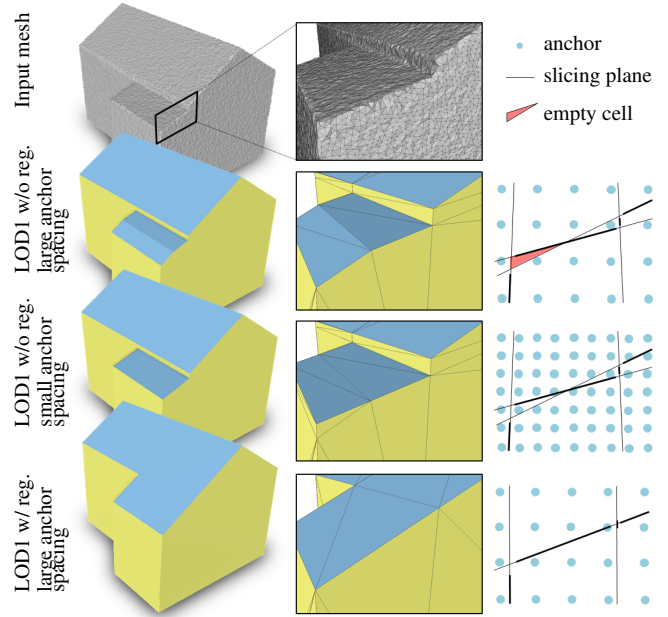 Input mesh
anchor
slicing plane
empty cell
LOD1 w/o reg.
large anchor
spacing
LOD1 w/o reg.
small anchor
spacing
LOD1 w/ reg.
large anchor
spacing